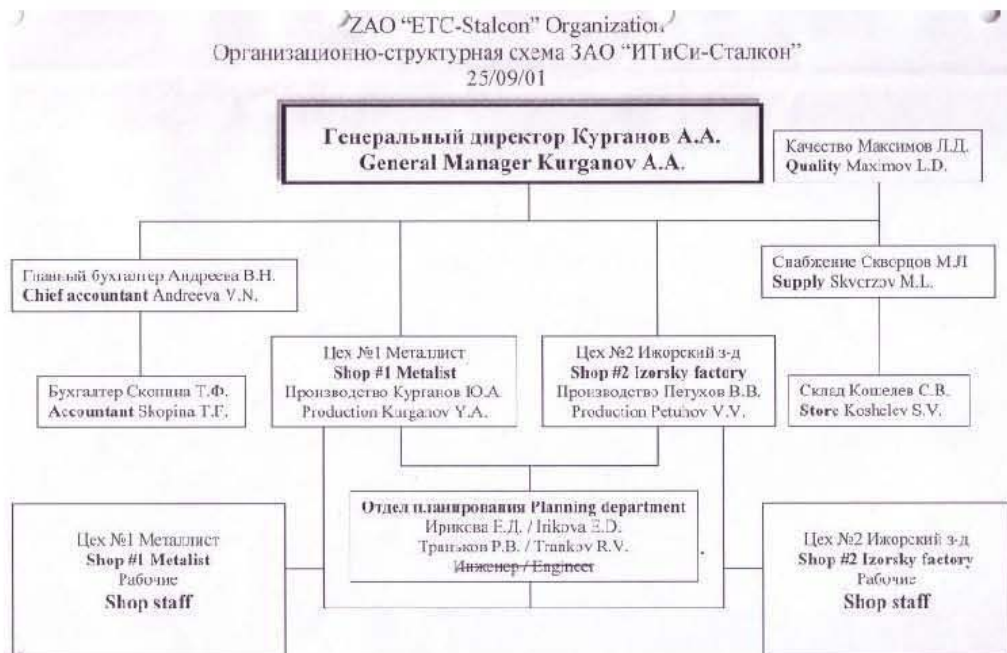 ZAO “ETC-Stalcon” Organization
Организационно-структурная схема ЗАО “ИТиСи-Сталкон”
25/09/01
Генеральный директор Курганов А.А.
General Manager Kurganov A.A.
Качество Максимов Л.Д.
Quality Maximov L.D.
Главный бухгалтер Андреева В.Н.
Chief accountant Andreeva V.N.
Снабжение Скворцов М.Л
Supply Skvorzov M.L.
Цех №1 Металлист
Shop #1 Metalist
Производство Курганов Ю.А
Production Kurganov Y.A.
Цех №2 Ижорский з-д
Shop #2 Izorsky factory
Производство Петухов В.В.
Production Petuhov V.V.
Бухгалтер Скопина Т.Ф.
Accountant Skopina T.F.
Склад Кошелев С.В.
Store Koshelev S.V.
Отдел планирования Planning department
Ирикова Е.Д. / Irikova E.D.
Траньков Р.В. / Trankov R.V.
Инженер / Engineer
Цех №1 Металлист
Shop #1 Metalist
Рабочие
Shop staff
Цех №2 Ижорский з-д
Shop #2 Izorsky factory
Рабочие
Shop staff